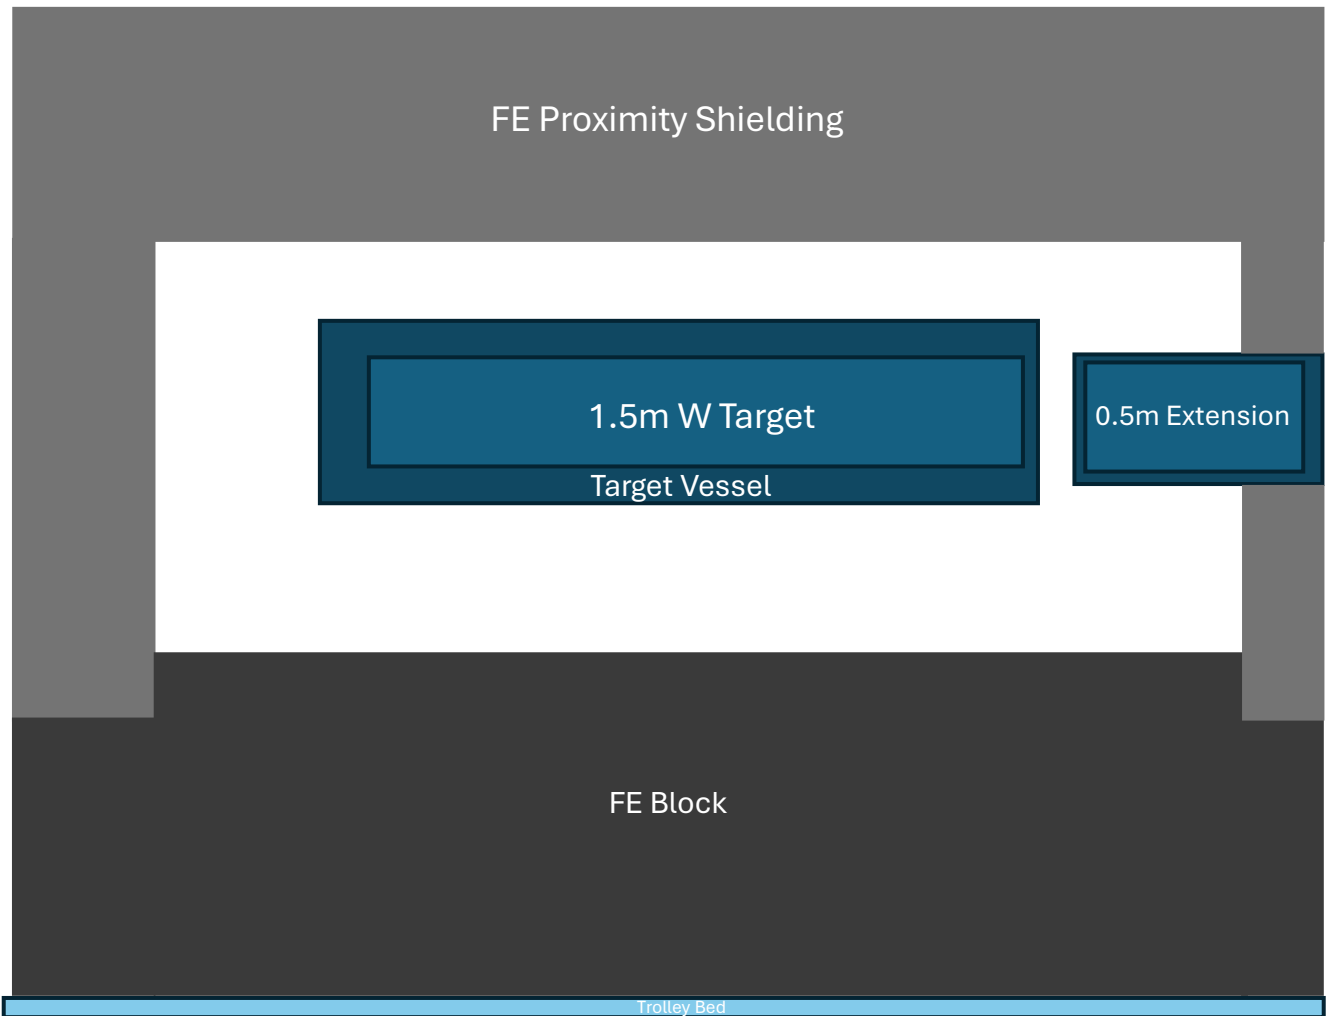 FE Proximity Shielding
1.5m W Target
0.5m Extension
Target Vessel
FE Block
Trolley Bed